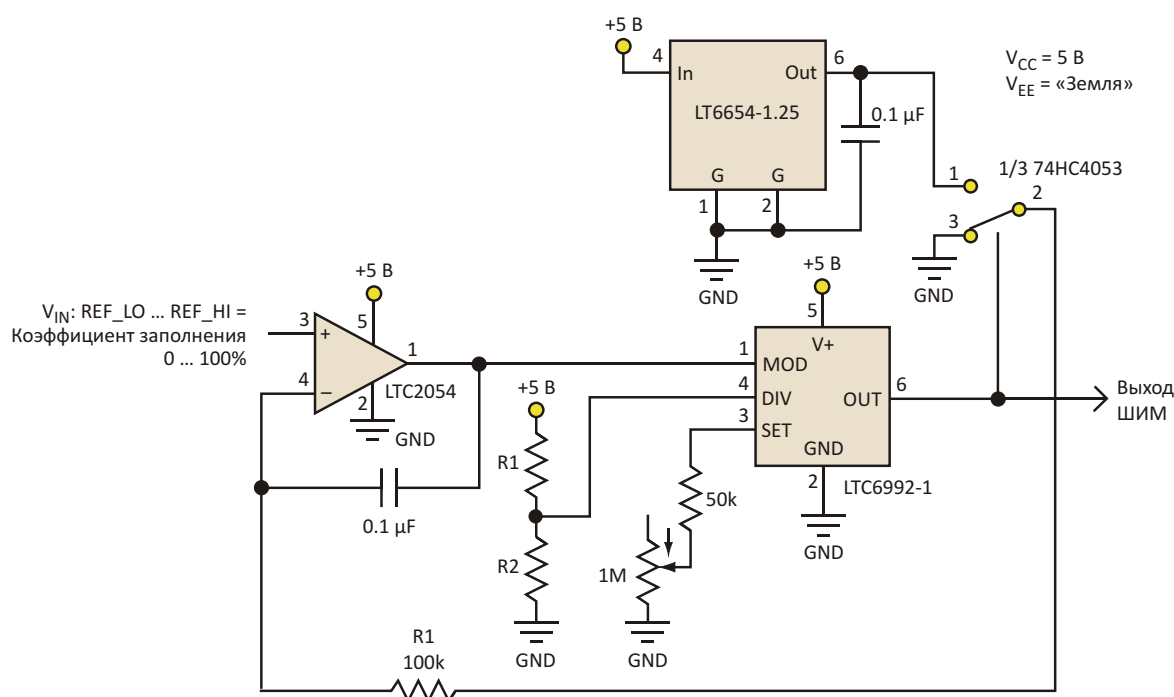 +5 В
4
In
Out
6
LT6654-1.25
G
G
1
2
0.1 µF
GND
V_CC = 5 В
V_EE = «Земля»
1/3 74HC4053
1
2
3
GND
V_IN: REF_LO ... REF_HI =
Коэффициент заполнения
0 ... 100%
+5 В
3
+
5
1
4
–
2
LTC2054
GND
0.1 µF
+5 В
R1
R2
GND
+5 В
5
V+
1
MOD
4
DIV
3
SET
OUT
6
GND
2
LTC6992-1
GND
50k
1M
GND
Выход
ШИМ
R1
100k